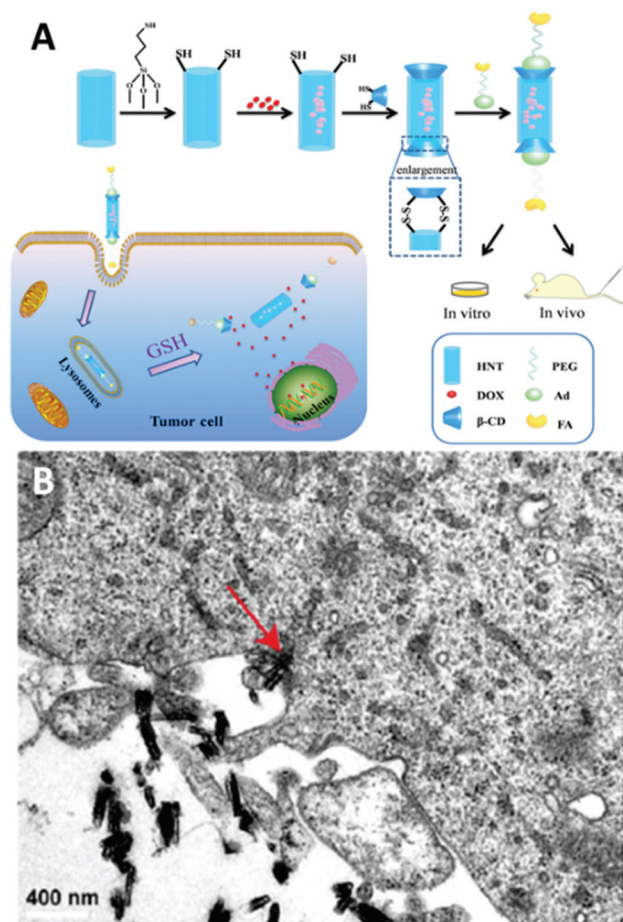 A
SH
Si
O O O
SH SH
SH SH
HS
HS
enlargement
S-S S-S
In vitro
In vivo
Lysosomes
GSH
Nucleus
Tumor cell
HNT PEG
DOX Ad
β-CD FA
B
400 nm